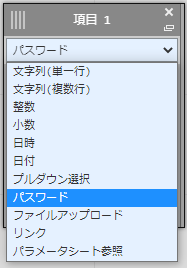 項目 1
パスワード
文字列(単一行)
文字列(複数行)
整数
小数
日時
日付
プルダウン選択
パスワード
ファイルアップロード
リンク
パラメータシート参照